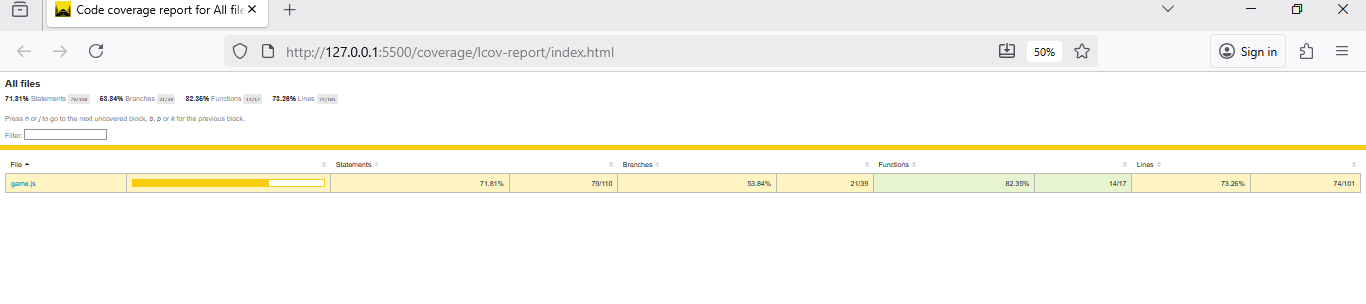 Code coverage report for All file
http://127.0.0.1:5500/coverage/lcov-report/index.html
50%
Sign in
All files
71.81% Statements 79/110 53.84% Branches 21/39 82.35% Functions 14/17 73.26% Lines 74/101
Press n or j to go to the next uncovered block, b, p or k for the previous block.
Filter:
File Statements Branches Functions Lines
game.js 71.81% 79/110 53.84% 21/39 82.35% 14/17 73.26% 74/101